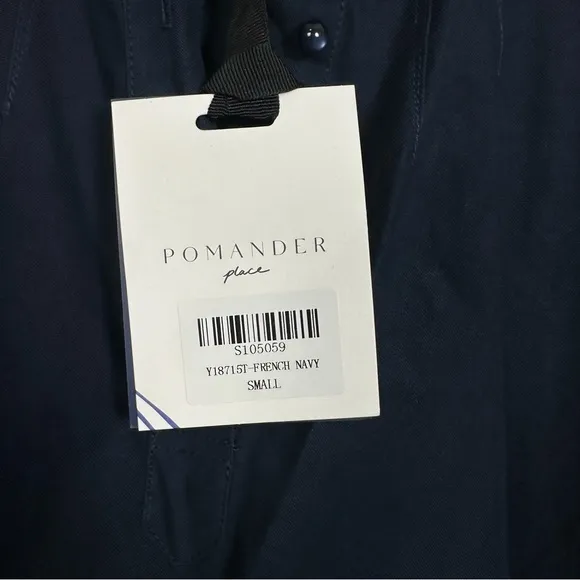 POMANDER
place
S105059
Y18715T-FRENCH NAVY
SMALL